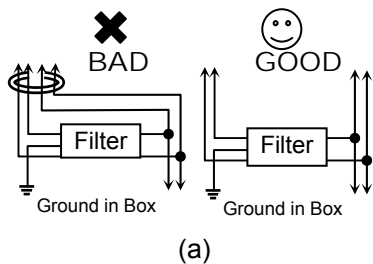 BAD
GOOD
Filter
Filter
Ground in Box
Ground in Box
(a)